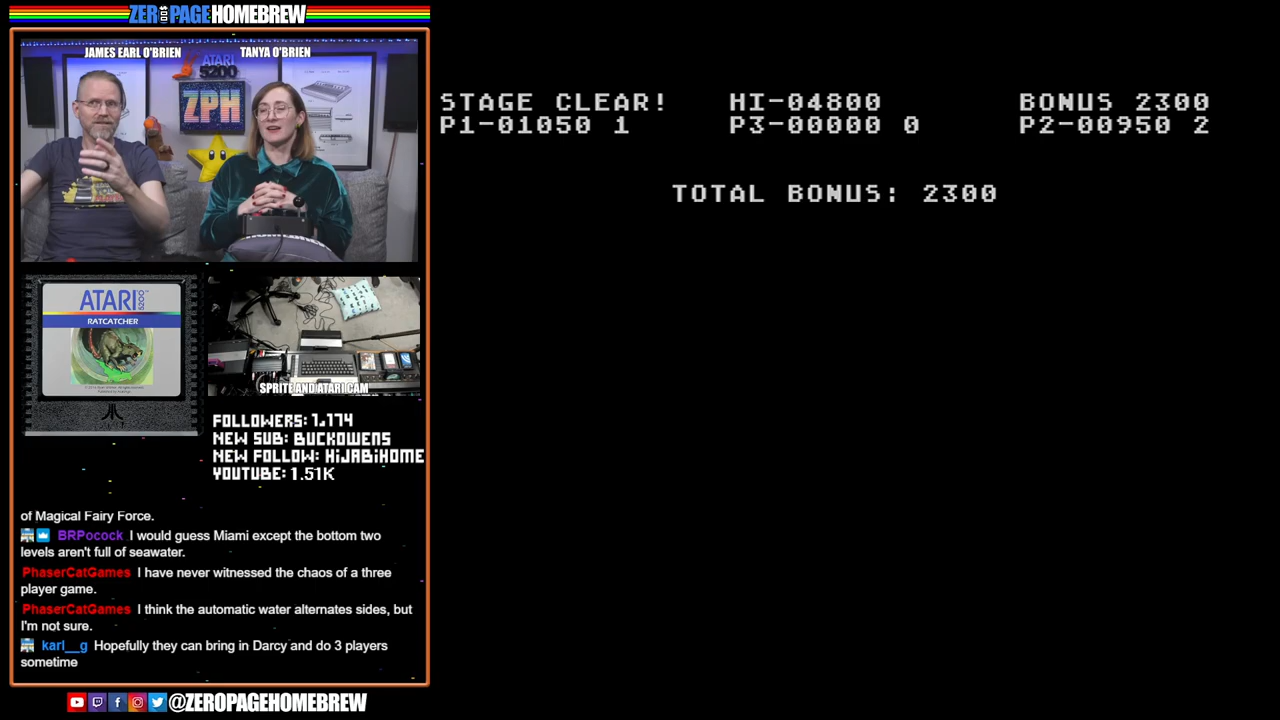 ZERO PAGE HOMEBREW
JAMES EARL O'BRIEN
TANYA O'BRIEN
ATARI
5200
ZPH
STAGE CLEAR! HI-04800 BONUS 2300
P1-01050 1 P3-00000 0 P2-00950 2
TOTAL BONUS: 2300
ATARI 5200
RATCATCHER
SPRITE AND ATARI CAM
FOLLOWERS: 1,174
NEW SUB: BUCKOWENS
NEW FOLLOW: HIJABIHOME
YOUTUBE: 1.51K
of Magical Fairy Force.
BRPocock I would guess Miami except the bottom two
levels aren't full of seawater.
PhaserCatGames I have never witnessed the chaos of a three
player game.
PhaserCatGames I think the automatic water alternates sides, but
I'm not sure.
karl__g Hopefully they can bring in Darcy and do 3 players
sometime
@ZEROPAGEHOMEBREW